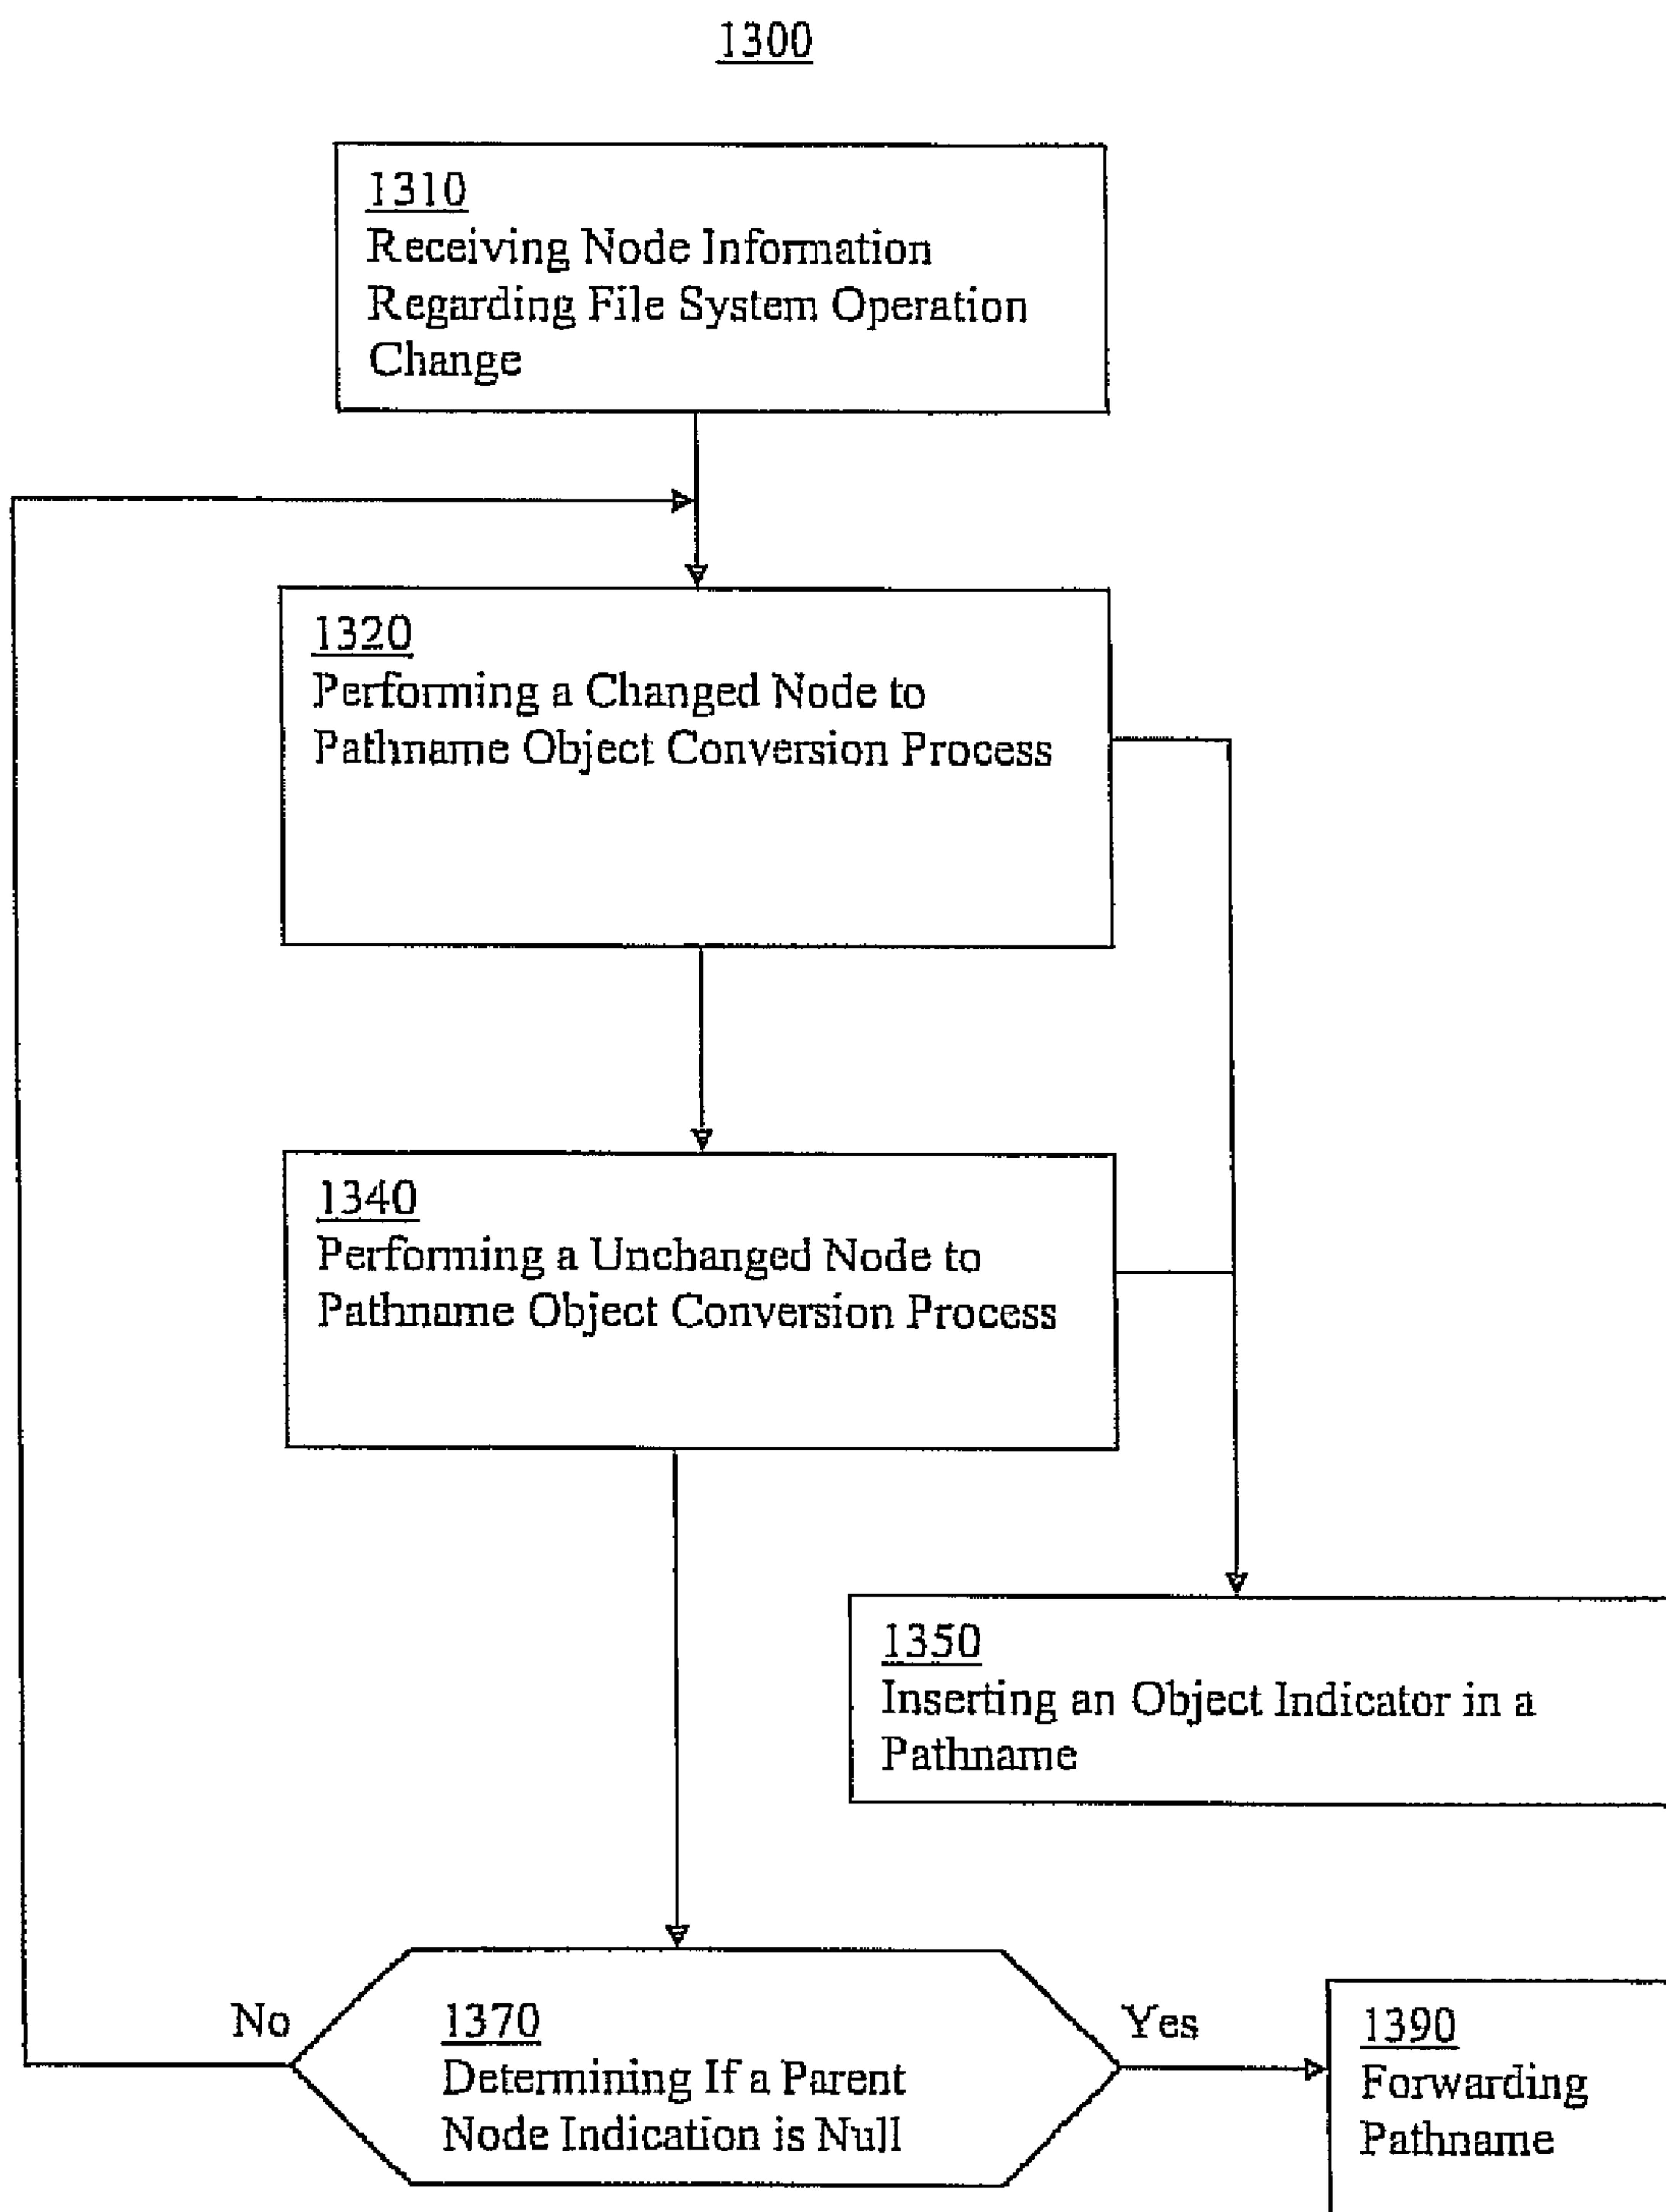 1300
1310
Receiving Node Information
Regarding File System Operation
Change
1320
Performing a Changed Node to
Pathname Object Conversion Process
1340
Performing a Unchanged Node to
Pathname Object Conversion Process
1350
Inserting an Object Indicator in a
Pathname
No
1370
Determining If a Parent
Node Indication is Null
Yes
1390
Forwarding
Pathname